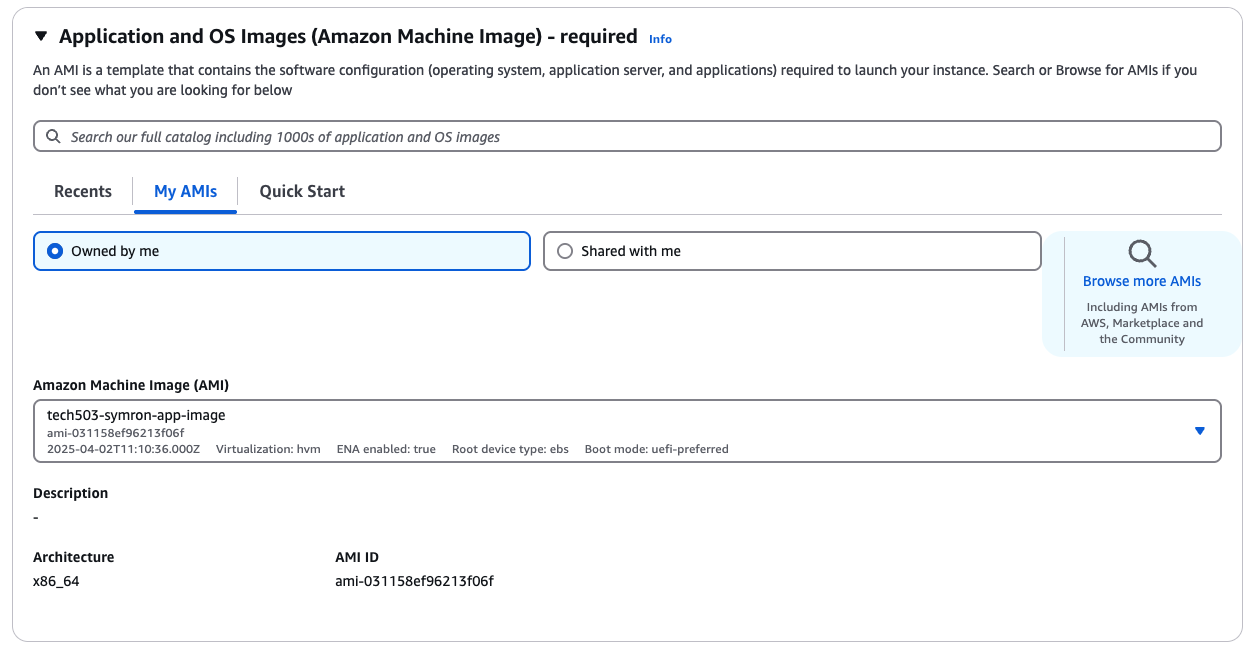 Application and OS Images (Amazon Machine Image) - required Info
An AMI is a template that contains the software configuration (operating system, application server, and applications) required to launch your instance. Search or Browse for AMIs if you
don’t see what you are looking for below
Search our full catalog including 1000s of application and OS images
Recents My AMIs Quick Start
Owned by me Shared with me
Browse more AMIs
Including AMIs from
AWS, Marketplace and
the Community
Amazon Machine Image (AMI)
tech503-symron-app-image
ami-031158ef96213f06f
2025-04-02T11:10:36.000Z Virtualization: hvm ENA enabled: true Root device type: ebs Boot mode: uefi-preferred
Description
-
Architecture AMI ID
x86_64 ami-031158ef96213f06f